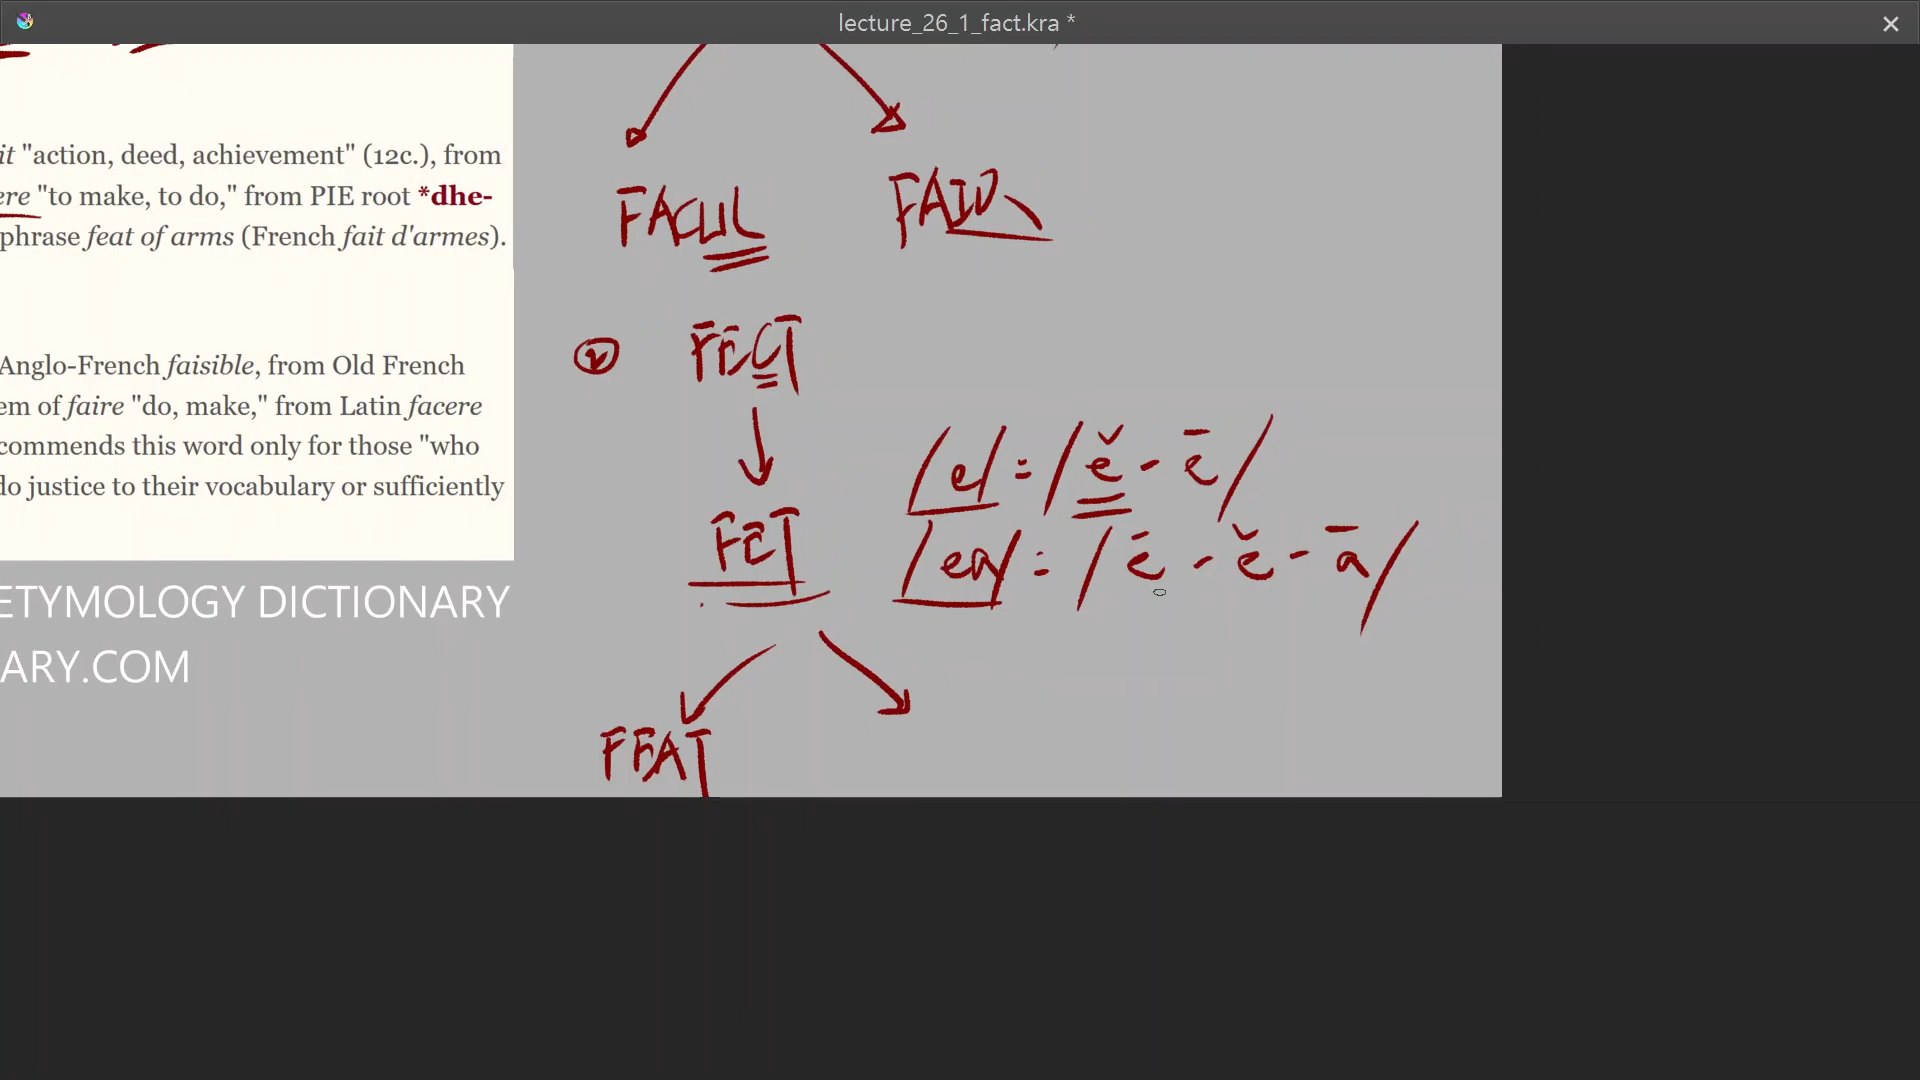 lecture_26_1_fact.kra *
it "action, deed, achievement" (12c.), from
ere "to make, to do," from PIE root *dhe-
phrase feat of arms (French fait d'armes).
Anglo-French faisible, from Old French
em of faire "do, make," from Latin facere
commends this word only for those "who
do justice to their vocabulary or sufficiently
ETYMOLOGY DICTIONARY
ARY.COM
FACUL
FECT
FET
/e/ = /ĕ - ē/
/ea/ = /ē - ĕ - ā/
FEAT